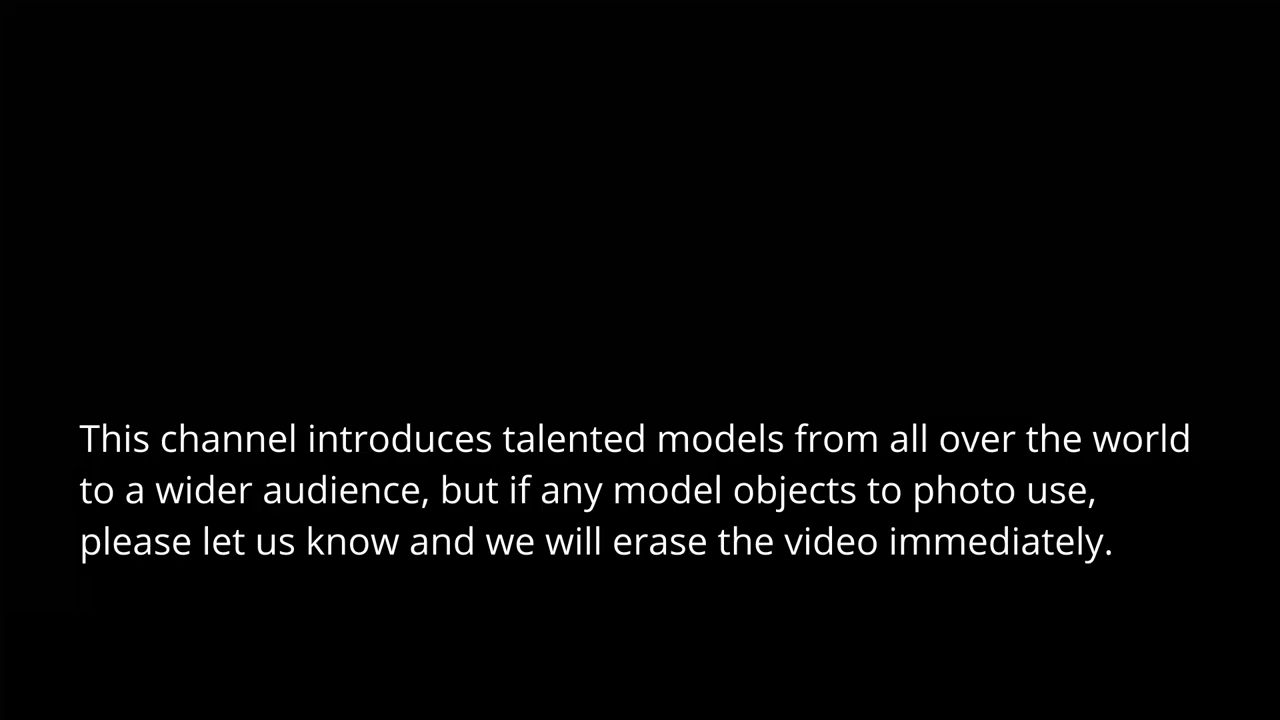 This channel introduces talented models from all over the world
to a wider audience, but if any model objects to photo use,
please let us know and we will erase the video immediately.